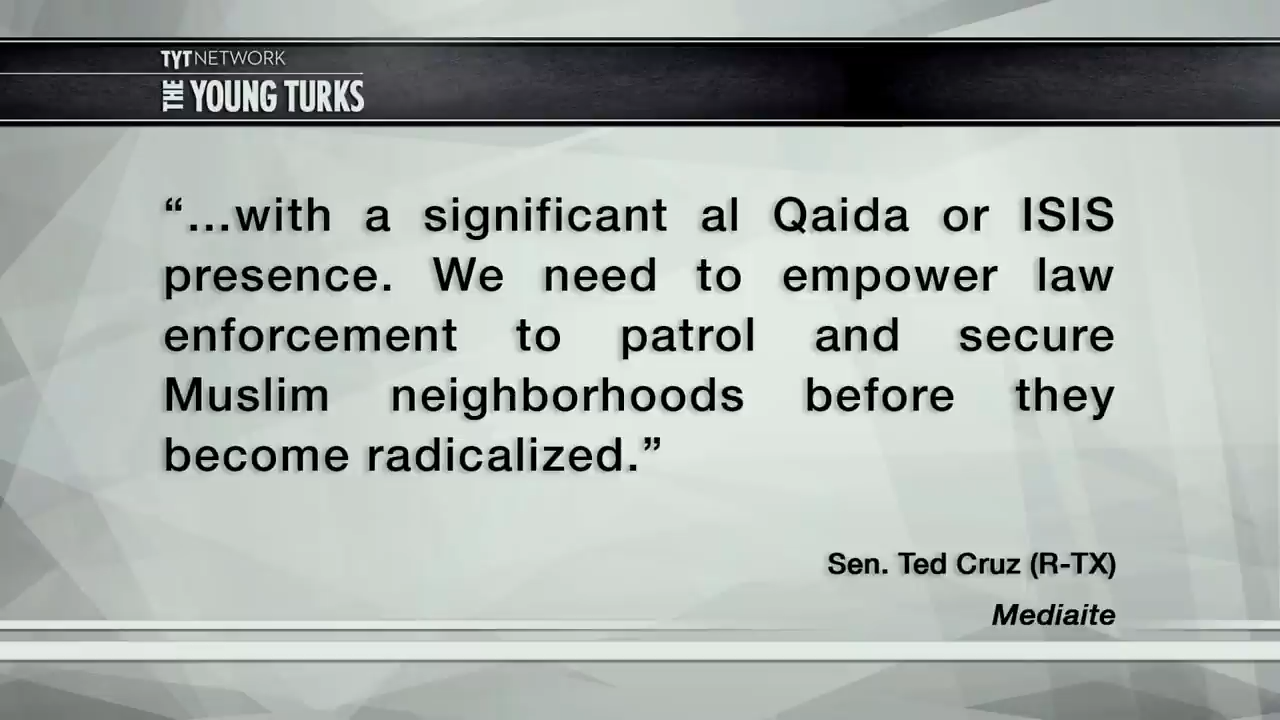 TYTNETWORK
THE YOUNG TURKS
“...with a significant al Qaida or ISIS
presence. We need to empower law
enforcement to patrol and secure
Muslim neighborhoods before they
become radicalized.”
Sen. Ted Cruz (R-TX)
Mediaite